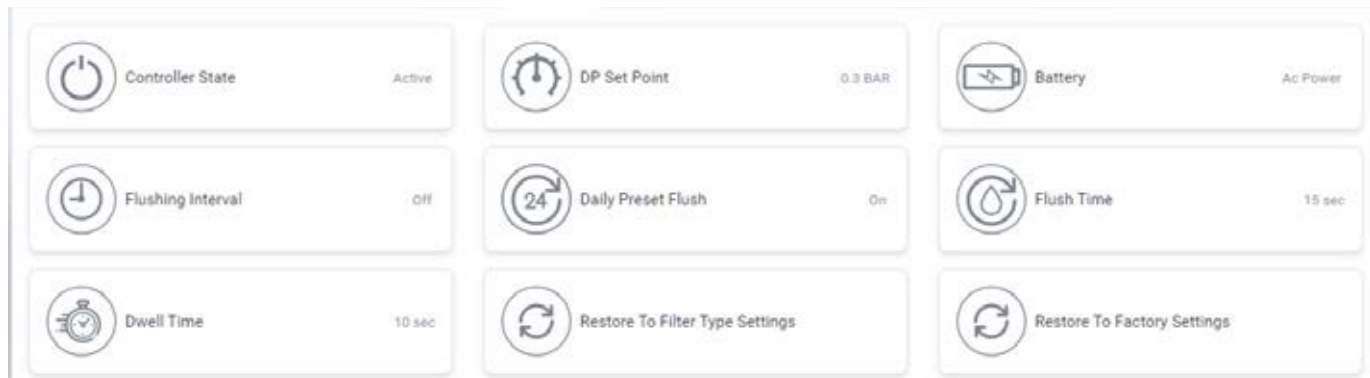 Controller State Active
DP Set Point 0.3 BAR
Battery Ac Power
Flushing Interval Off
24 Daily Preset Flush On
Flush Time 15 sec
Dwell Time 10 sec
Restore To Filter Type Settings
Restore To Factory Settings